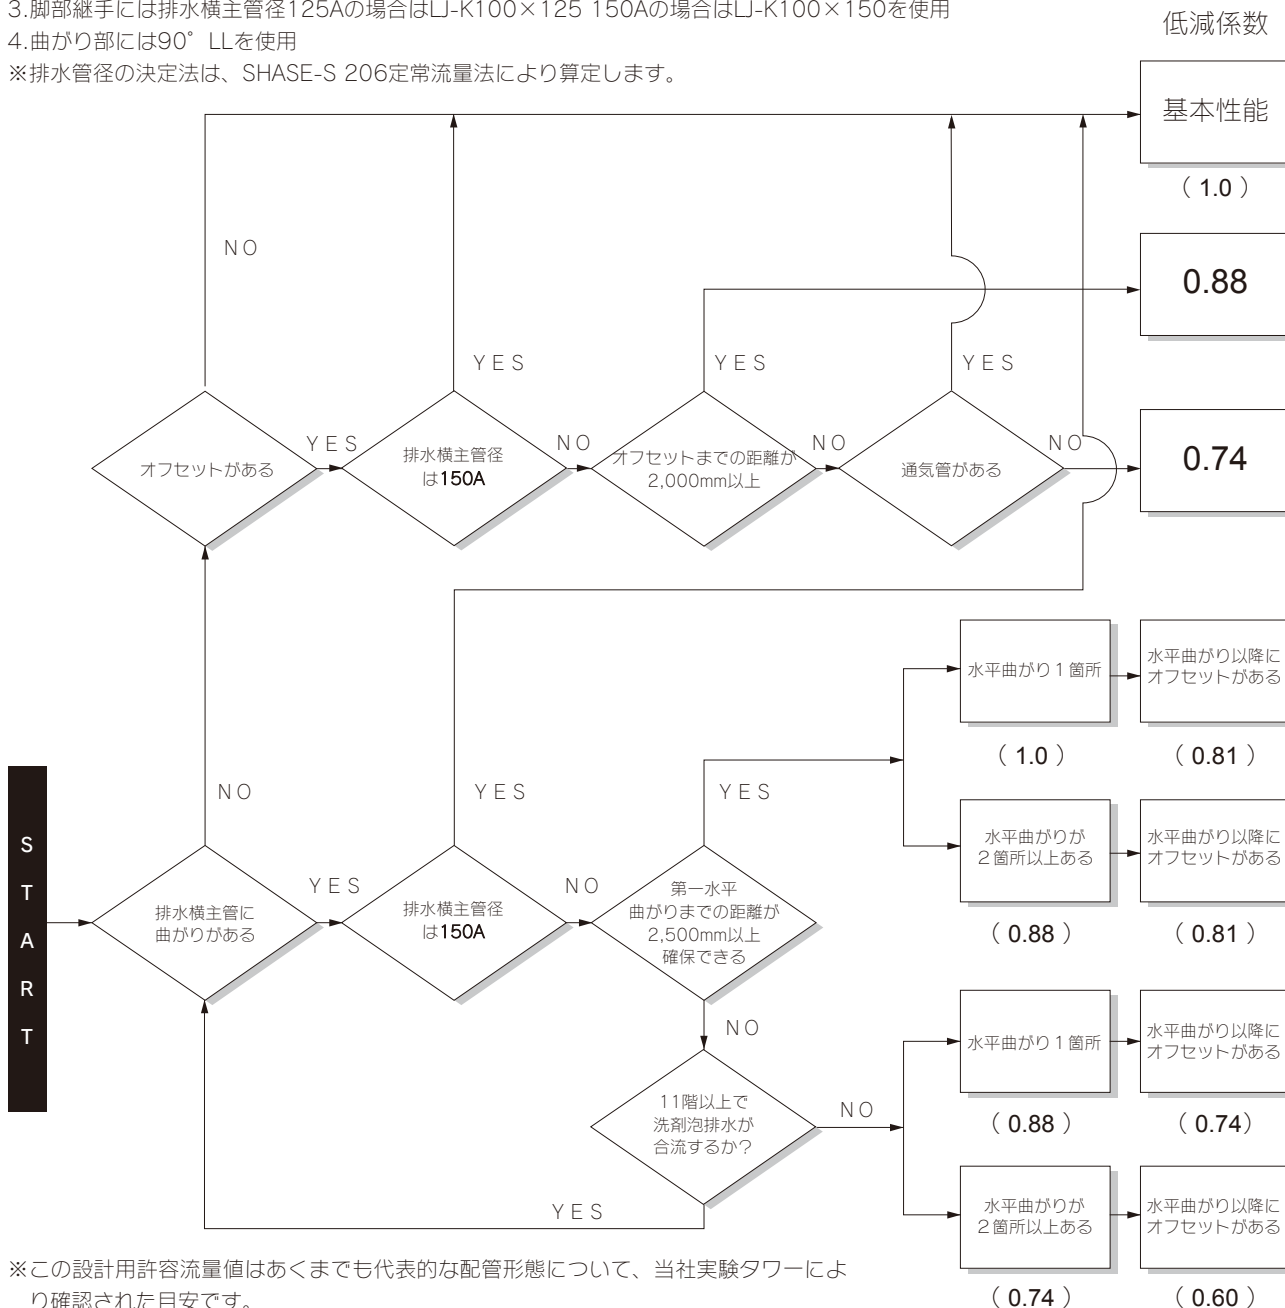 3.脚部継手には排水横主管径125Aの場合はLJ-K100×125 150Aの場合はLJ-K100×150を使用
4.曲がり部には90°LLを使用
※排水管径の決定法は、SHASE-S 206定常流量法により算定します。
低減係数
基本性能
（ 1.0 ）
NO
0.88
YES
YES
YES
オフセットがある
YES
排水横主管径
は150A
NO
オフセットまでの距離が
2,000mm以上
NO
通気管がある
NO
0.74
水平曲がり1箇所
水平曲がり以降に
オフセットがある
（ 1.0 ）
（ 0.81 ）
NO
YES
YES
水平曲がりが
2箇所以上ある
水平曲がり以降に
オフセットがある
（ 0.88 ）
（ 0.81 ）
START
排水横主管に
曲がりがある
YES
排水横主管径
は150A
NO
第一水平
曲がりまでの距離が
2,500mm以上
確保できる
NO
水平曲がり1箇所
水平曲がり以降に
オフセットがある
（ 0.88 ）
（ 0.74）
11階以上で
洗剤泡排水が
合流するか？
NO
YES
水平曲がりが
2箇所以上ある
水平曲がり以降に
オフセットがある
（ 0.74 ）
（ 0.60 ）
※この設計用許容流量値はあくまでも代表的な配管形態について、当社実験タワーによ
り確認された目安です。